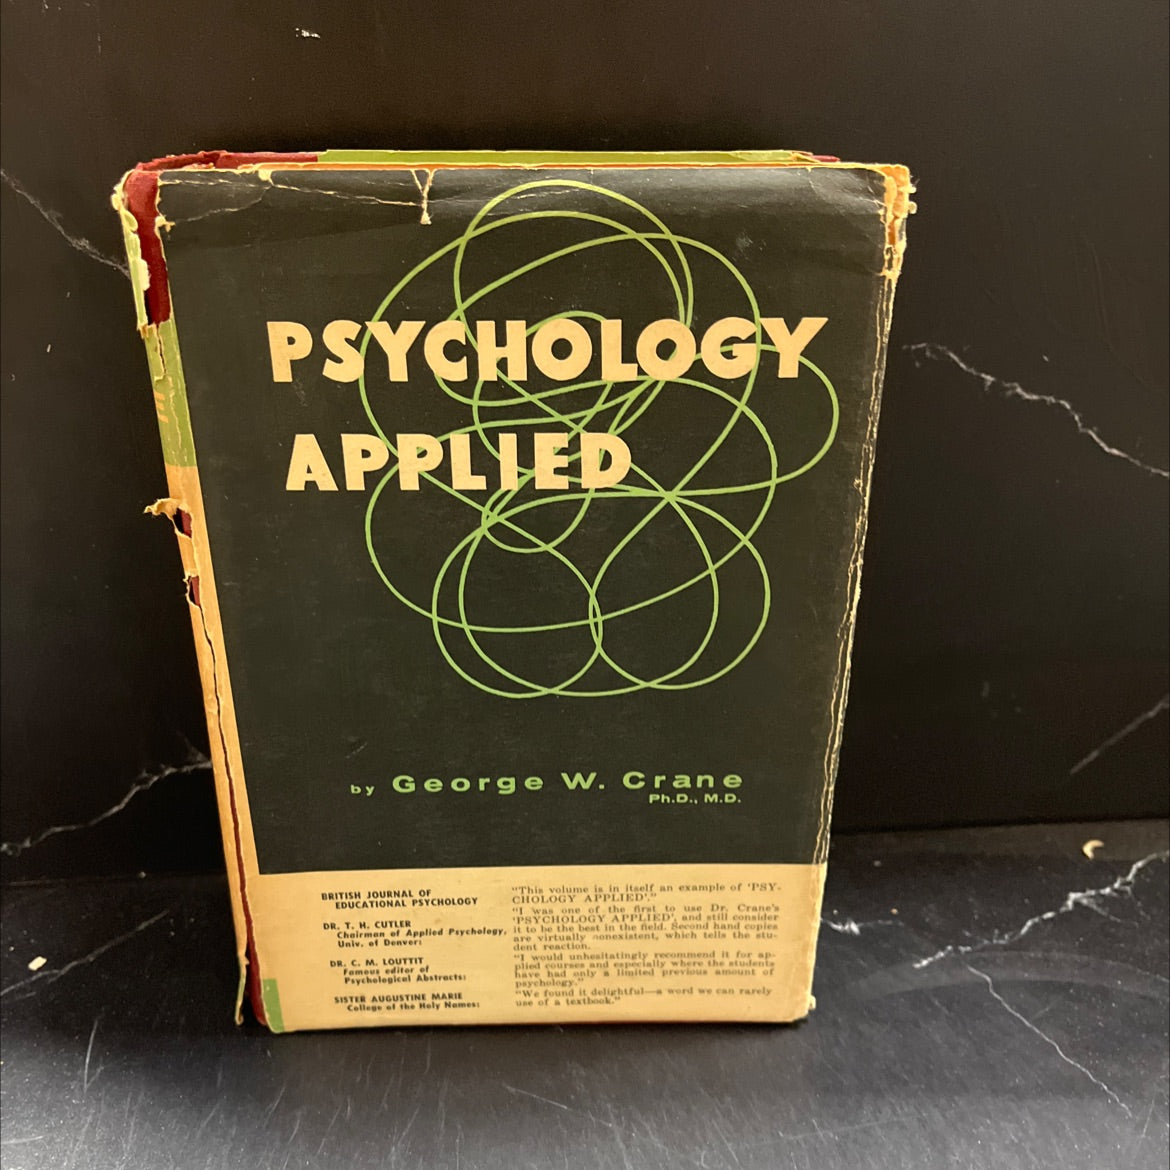 PSYCHOLOGY
APPLIED
by George W. Crane
Ph.D., M.D.
BRITISH JOURNAL OF
EDUCATIONAL PSYCHOLOGY
DR. T. H. CUTLER
Chairman of Applied Psychology,
Univ. of Denver:
DR. C. M. LOUTTIT
Famous editor of
Psychological Abstracts:
SISTER AUGUSTINE MARIE
College of the Holy Names:
"This volume is in itself an example of 'PSY-
CHOLOGY APPLIED'."
"I was one of the first to use Dr. Crane's
'PSYCHOLOGY APPLIED', and still consider
it to be the best in the field. Second hand copies
are virtually nonexistent, which tells the stu-
dent reaction.
"I would unhesitatingly recommend it for ap-
plied courses and especially where the students
have had only a limited previous amount of
psychology."
"We found it delightful—a word we can rarely
use of a textbook."